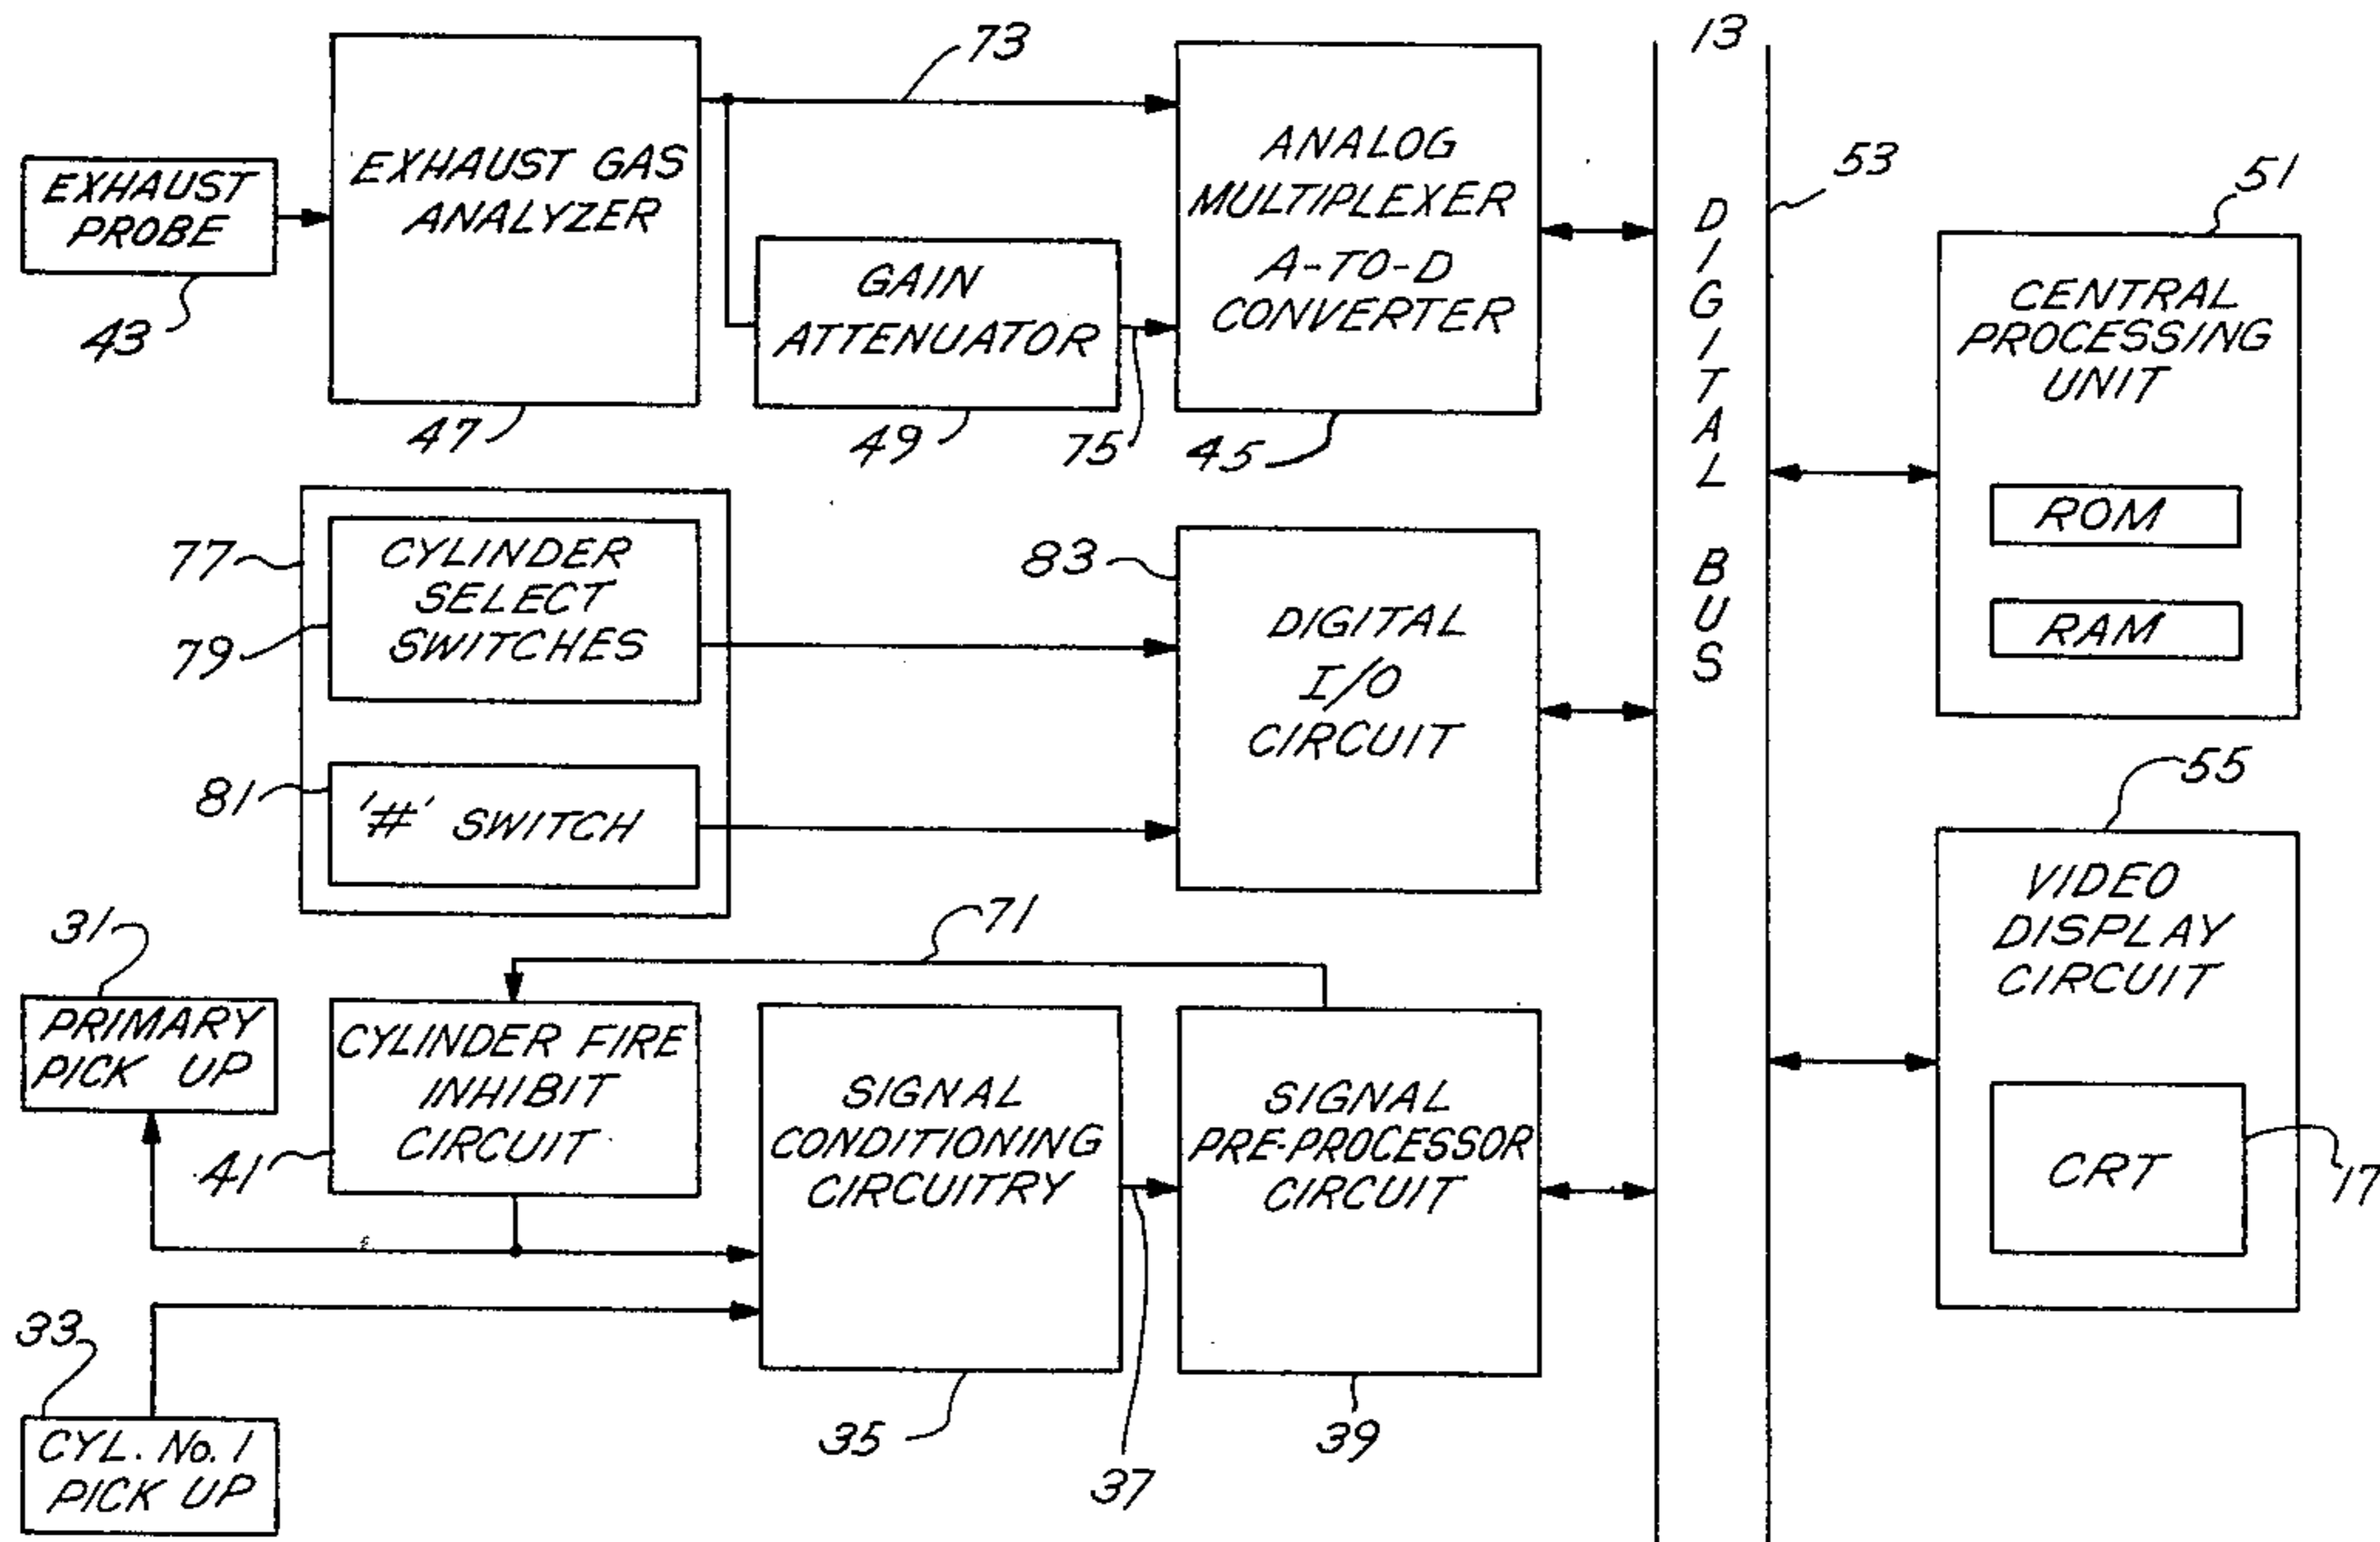 73
13
EXHAUST GAS
ANALYZER
ANALOG
MULTIPLEXER
A-TO-D
CONVERTER
53
51
EXHAUST
PROBE
43
GAIN
ATTENUATOR
47
49
75
45
DIGITAL BUS
CENTRAL
PROCESSING
UNIT
ROM
RAM
77
CYLINDER
SELECT
SWITCHES
79
81
'#' SWITCH
83
DIGITAL
I/O
CIRCUIT
55
VIDEO
DISPLAY
CIRCUIT
CRT
17
31
PRIMARY
PICK UP
71
CYLINDER FIRE
INHIBIT
CIRCUIT
41
SIGNAL
CONDITIONING
CIRCUITRY
SIGNAL
PRE-PROCESSOR
CIRCUIT
33
CYL. No. 1
PICK UP
35
37
39